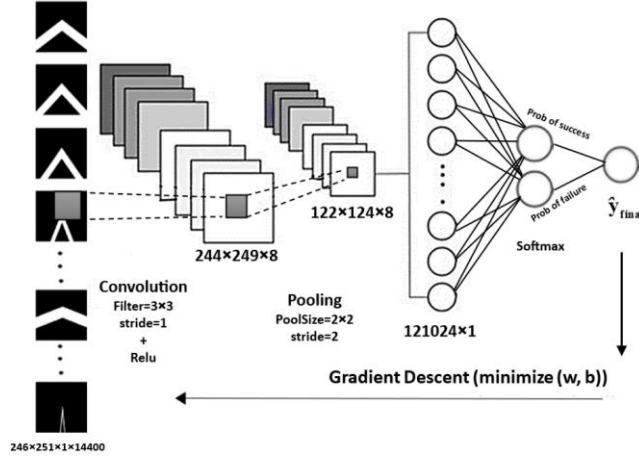 244×249×8
Convolution
Filter=3×3
stride=1
+
Relu
122×124×8
Pooling
PoolSize=2×2
stride=2
121024×1
Prob of success
Prob of failure
Softmax
ŷfina
Gradient Descent (minimize (w, b))
246×251×1×14400